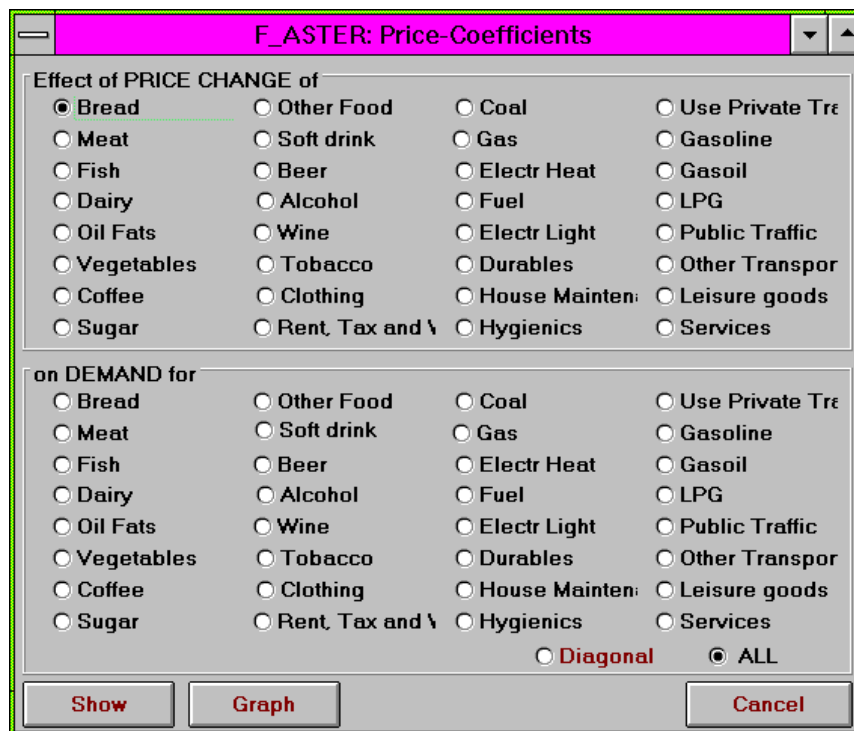 F_ASTER: Price-Coefficients
Effect of PRICE CHANGE of
Bread Other Food Coal Use Private Tra
Meat Soft drink Gas Gasoline
Fish Beer Electr Heat Gasoil
Dairy Alcohol Fuel LPG
Oil Fats Wine Electr Light Public Traffic
Vegetables Tobacco Durables Other Transpor
Coffee Clothing House Maintena Leisure goods
Sugar Rent, Tax and Hygienics Services
on DEMAND for
Bread Other Food Coal Use Private Tra
Meat Soft drink Gas Gasoline
Fish Beer Electr Heat Gasoil
Dairy Alcohol Fuel LPG
Oil Fats Wine Electr Light Public Traffic
Vegetables Tobacco Durables Other Transpor
Coffee Clothing House Maintena Leisure goods
Sugar Rent, Tax and Hygienics Services
Diagonal ALL
Show Graph Cancel